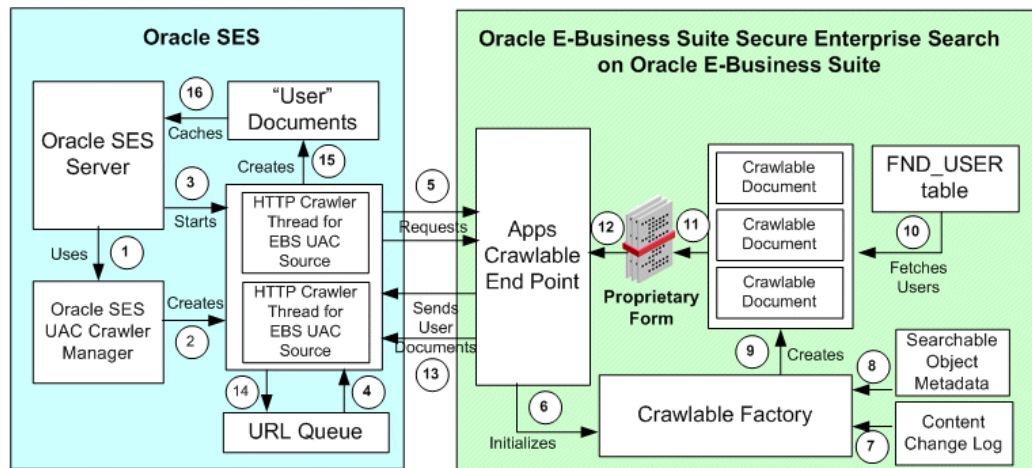 Oracle SES
Oracle SES
Server
16
Caches
"User"
Documents
Creates
15
3
Starts
HTTP Crawler
Thread for
EBS UAC
Source
HTTP Crawler
Thread for
EBS UAC
Source
Uses
1
Oracle SES
UAC Crawler
Manager
Creates
2
14
4
URL Queue
5
Requests
Sends
User
Documents
13
Oracle E-Business Suite Secure Enterprise Search
on Oracle E-Business Suite
Apps
Crawlable
End Point
12
11
Proprietary
Form
Crawlable
Document
Crawlable
Document
Crawlable
Document
FND_USER
table
10
Fetches
Users
9
Creates
6
Initializes
Crawlable Factory
8
Searchable
Object
Metadata
7
Content
Change Log